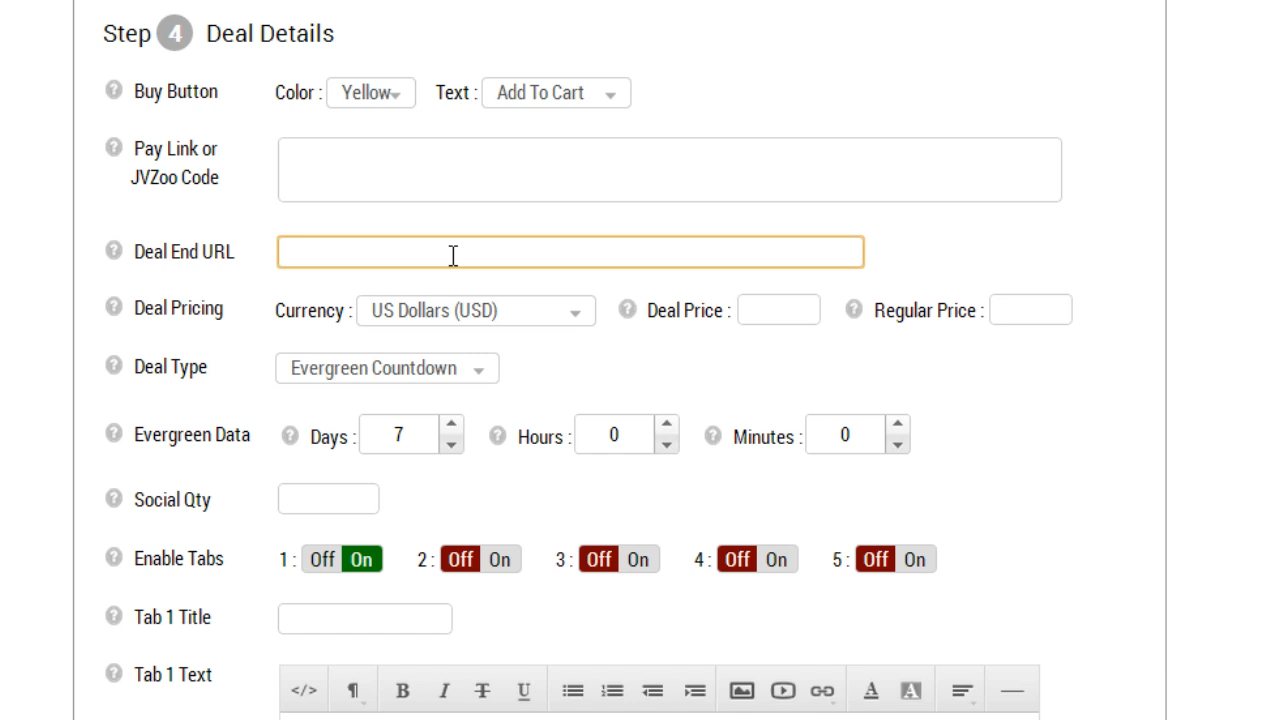 Step 4 Deal Details
? Buy Button Color : Yellow Text : Add To Cart
? Pay Link or
JVZoo Code
? Deal End URL
? Deal Pricing Currency : US Dollars (USD) ? Deal Price : ? Regular Price :
? Deal Type Evergreen Countdown
? Evergreen Data ? Days : 7 ? Hours : 0 ? Minutes : 0
? Social Qty
? Enable Tabs 1 : Off On 2 : Off On 3 : Off On 4 : Off On 5 : Off On
? Tab 1 Title
? Tab 1 Text </> ¶ B I T U A A